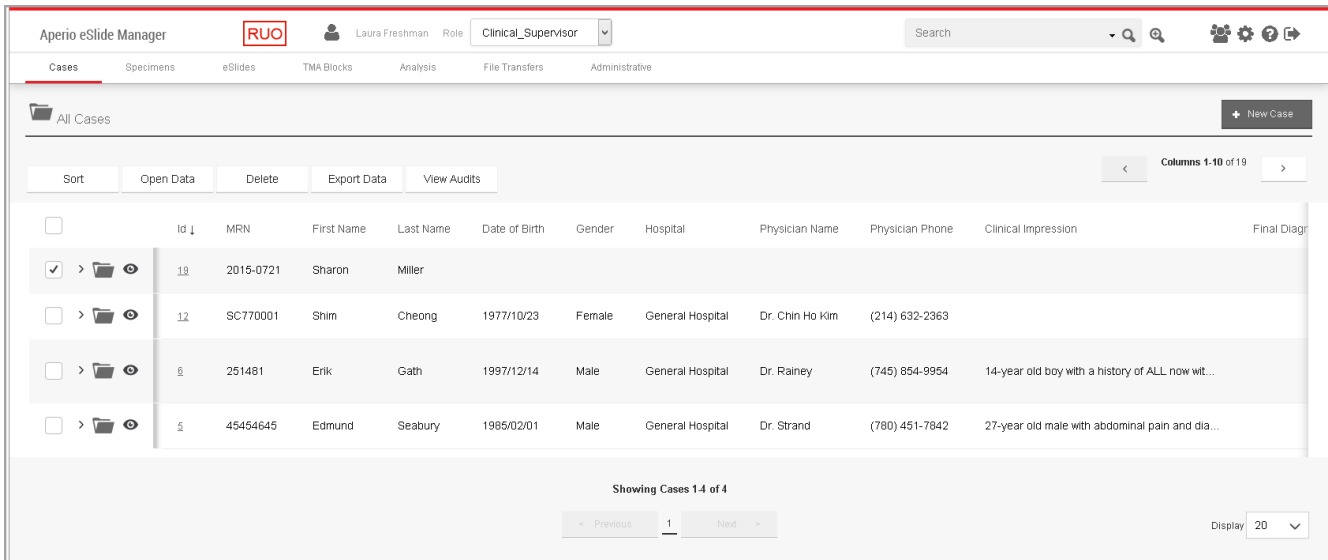 Aperio eSlide Manager RUO Laura Freshman Role Clinical_Supervisor Search
Cases Specimens eSlides TMA Blocks Analysis File Transfers Administrative
All Cases + New Case
Columns 1-10 of 19
Sort Open Data Delete Export Data View Audits < >
Id ↓ MRN First Name Last Name Date of Birth Gender Hospital Physician Name Physician Phone Clinical Impression Final Diagr
19 2015-0721 Sharon Miller
12 SC770001 Shim Cheong 1977/10/23 Female General Hospital Dr. Chin Ho Kim (214) 632-2363
6 251481 Erik Gath 1997/12/14 Male General Hospital Dr. Rainey (745) 854-9954 14-year old boy with a history of ALL now wit...
5 45454645 Edmund Seabury 1985/02/01 Male General Hospital Dr. Strand (780) 451-7842 27-year old male with abdominal pain and dia...
Showing Cases 1-4 of 4
< Previous 1 Next > Display 20